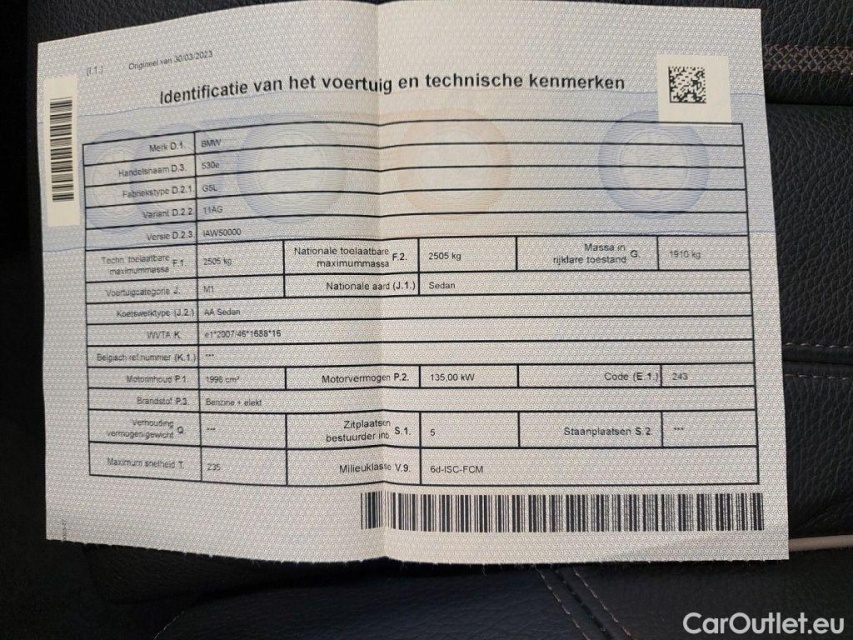 (I.1.) Origineel van 30/03/2023
Identificatie van het voertuig en technische kenmerken
Merk D.1. BMW
Handelsnaam D.3. 530e
Fabriekstype D.2.1. G5L
Variant D.2.2. 11AG
Versie D.2.3. IAW50000
Techn. toelaatbare maximummassa F.1 2505 kg Nationale toelaatbare maximummassa F.2. 2505 kg Massa in rijklare toestand G. 1910 kg
Voertuigcategorie J. M1 Nationale aard (J.1.) Sedan
Koetswerktype (J.2.) AA Sedan
WVTA K. e1*2007/46*1688*16
Belgisch ref.nummer (K.1.) ***
Motorinhoud P.1. 1998 cm³ Motorvermogen P.2. 135,00 kW Code (E.1.) 243
Brandstof P.3. Benzine + elekt
Verhouding vermogen/gewicht Q. *** Zitplaatsen bestuurder inb S.1. 5 Staanplaatsen S.2. ***
Maximum snelheid T. 235 Milieuklasse V.9. 6d-ISC-FCM
CarOutlet.eu